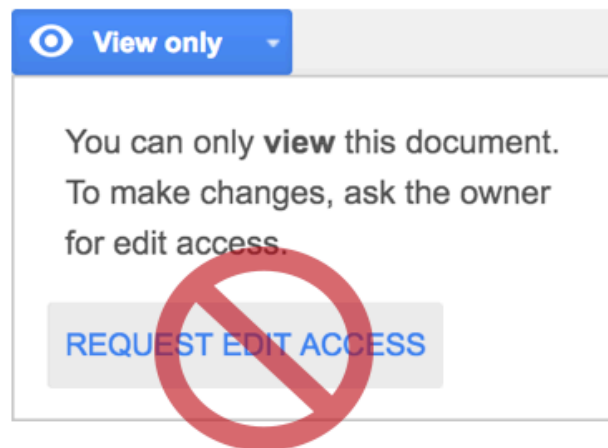 View only
You can only view this document.
To make changes, ask the owner
for edit access.
REQUEST EDIT ACCESS